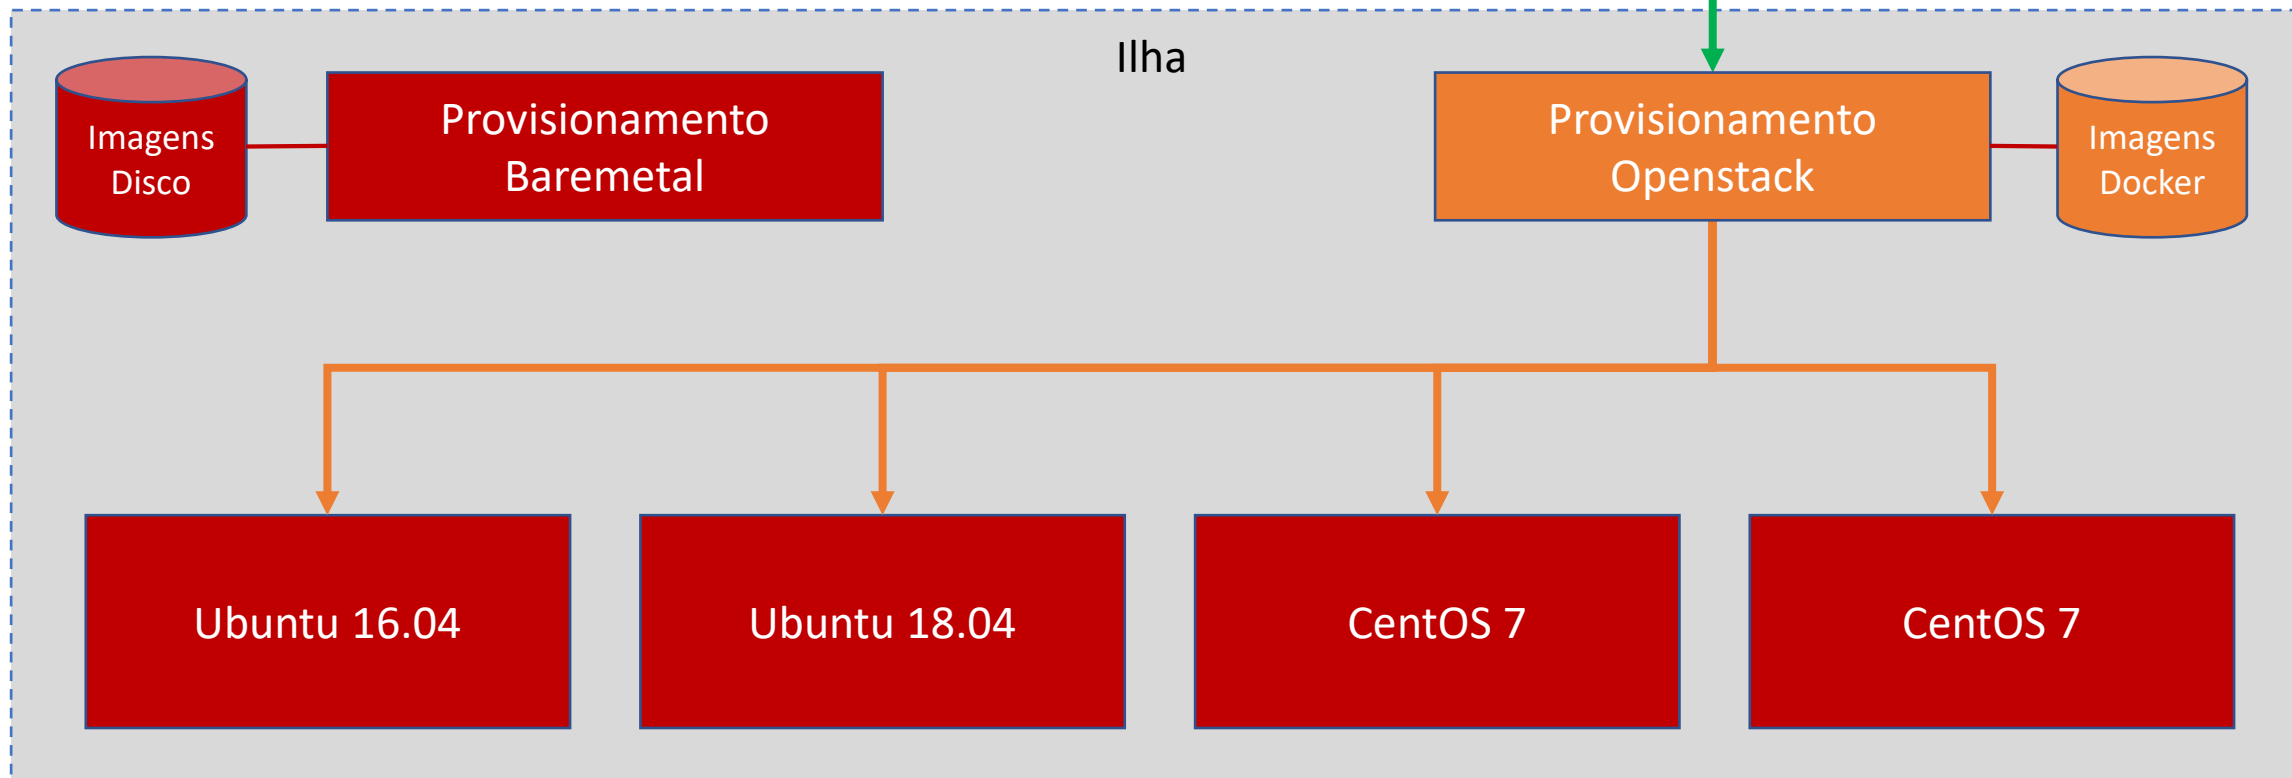 Ilha
Imagens
Disco
Provisionamento
Baremetal
Provisionamento
Openstack
Imagens
Docker
Ubuntu 16.04
Ubuntu 18.04
CentOS 7
CentOS 7